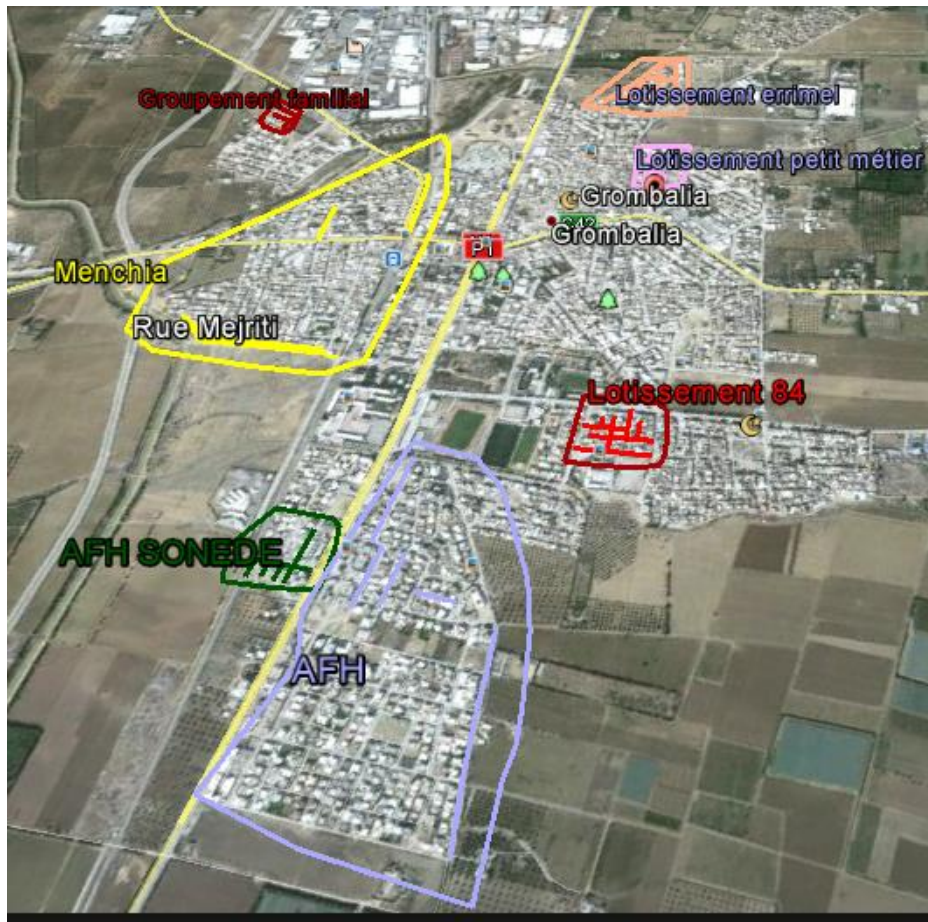 Groupement familial
Lotissement errimel
Lotissement petit métier
Grombalia
Grombalia
P1
Menchia
Rue Mejriti
Lotissement 84
AFH SONEDE
AFH